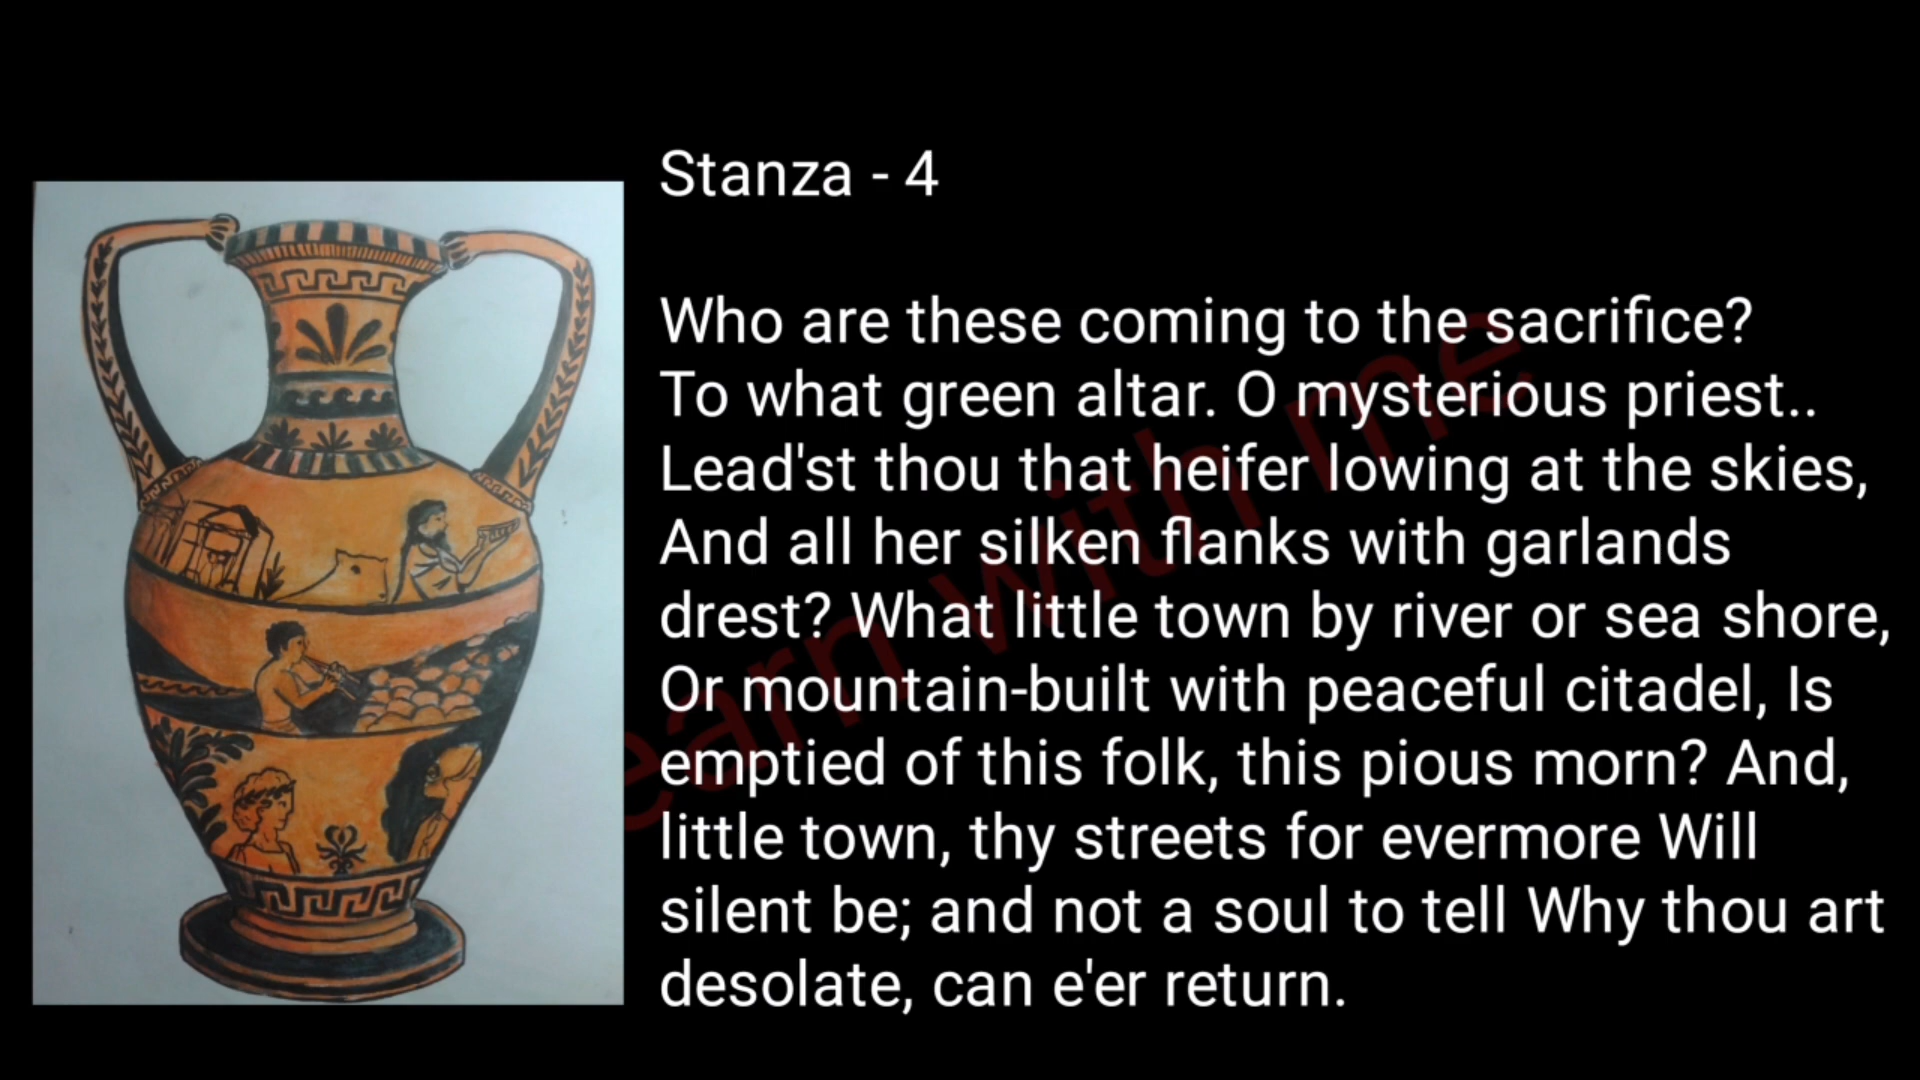 Stanza - 4
Who are these coming to the sacrifice?
To what green altar. O mysterious priest..
Lead'st thou that heifer lowing at the skies,
And all her silken flanks with garlands
drest? What little town by river or sea shore,
Or mountain-built with peaceful citadel, Is
emptied of this folk, this pious morn? And,
little town, thy streets for evermore Will
silent be; and not a soul to tell Why thou art
desolate, can e'er return.
earn with me